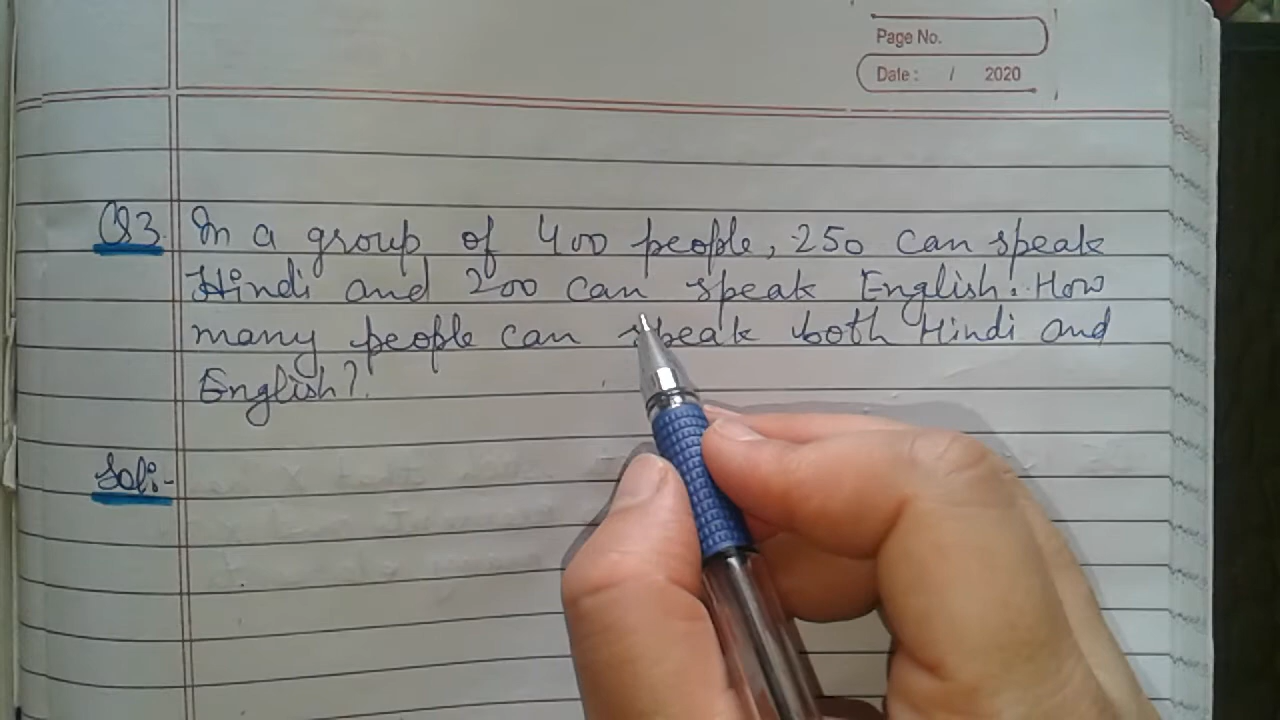 Page No.
Date : / 2020
Q3. In a group of 400 people, 250 can speak
Hindi and 200 can speak English. How
many people can speak both Hindi and
English?
Sol:-